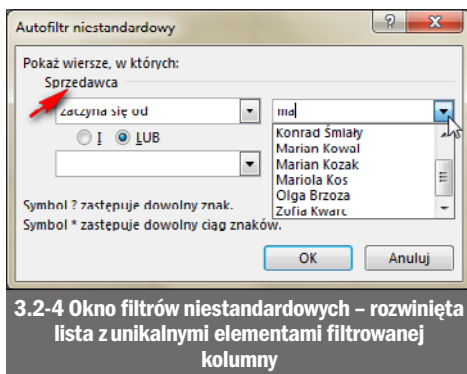 Autofiltr niestandardowy
?
X
Pokaż wiersze, w których:
Sprzedawca
zaczyna się od
ma
I LUB
Konrad Śmiały
Marian Kowal
Marian Kozak
Mariola Kos
Olga Brzoza
Zofia Kwarc
Symbol ? zastępuje dowolny znak.
Symbol * zastępuje dowolny ciąg znaków.
OK Anuluj
3.2-4 Okno filtrów niestandardowych – rozwinięta
lista z unikalnymi elementami filtrowanej
kolumny